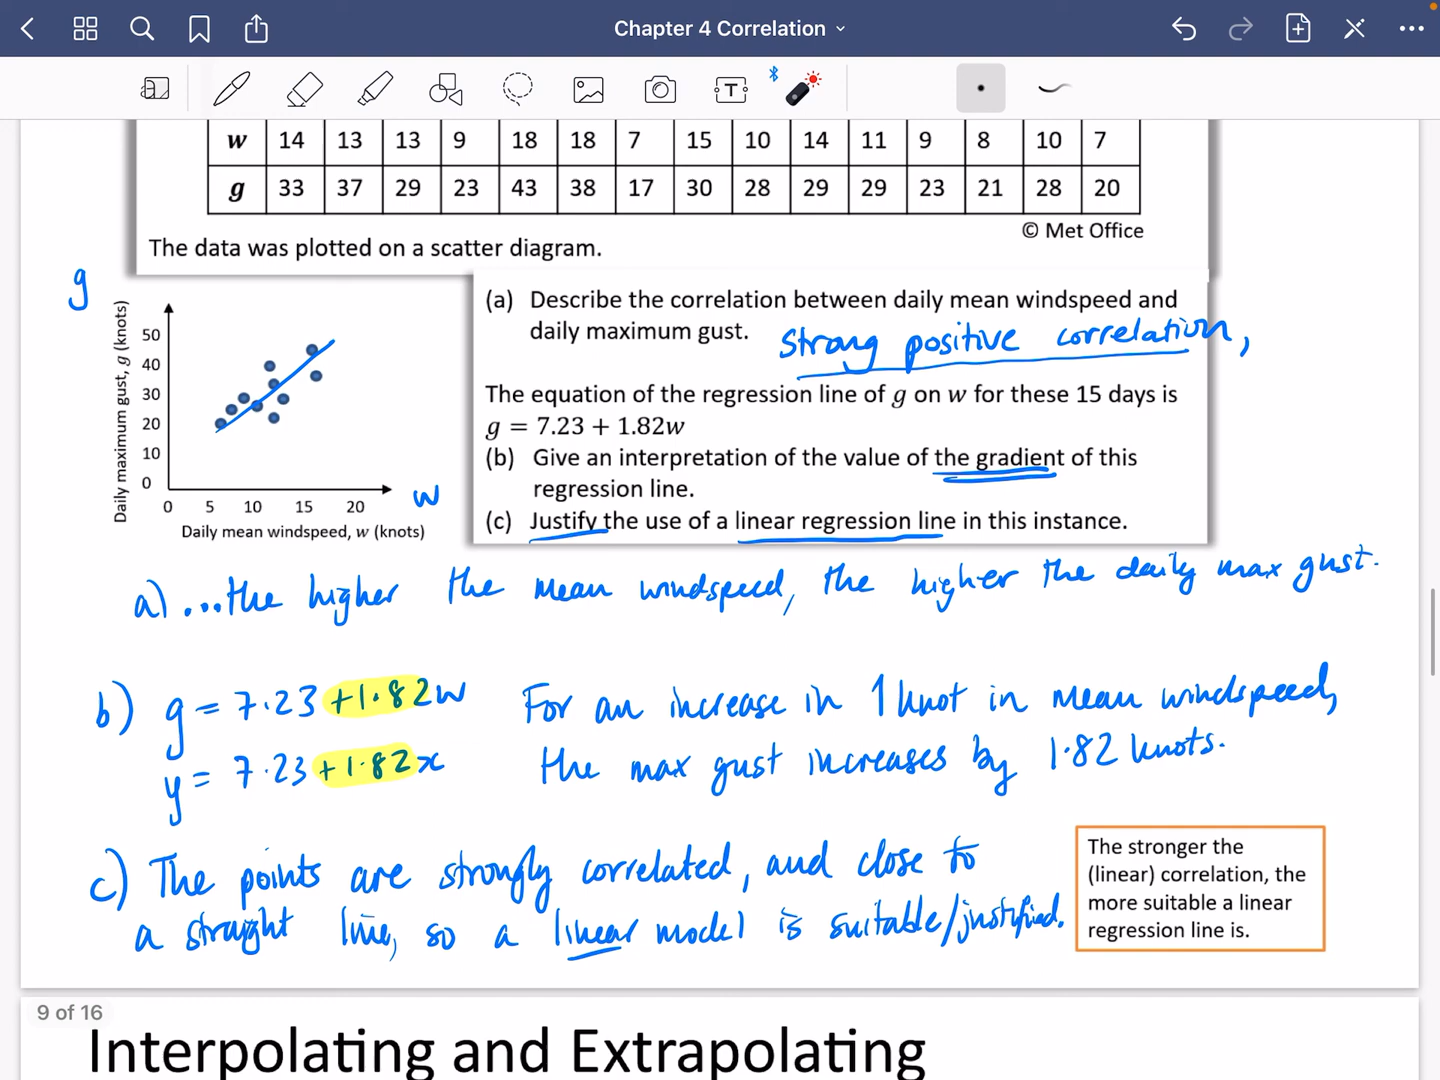 Chapter 4 Correlation
T
w 14 13 13 9 18 18 7 15 10 14 11 9 8 10 7
g 33 37 29 23 43 38 17 30 28 29 29 23 21 28 20
© Met Office
The data was plotted on a scatter diagram.
g
Daily maximum gust, g (knots)
50
40
30
20
10
0
0 5 10 15 20
w
Daily mean windspeed, w (knots)
(a) Describe the correlation between daily mean windspeed and
daily maximum gust.
Strong positive correlation,
The equation of the regression line of g on w for these 15 days is
g = 7.23 + 1.82w
(b) Give an interpretation of the value of the gradient of this
regression line.
(c) Justify the use of a linear regression line in this instance.
a) ...the higher the mean windspeed, the higher the daily max gust.
b) g = 7.23 +1.82w For an increase in 1 knot in mean windspeed,
y = 7.23 +1.82x the max gust increases by 1.82 knots.
c) The points are strongly correlated, and close to
a straight line, so a linear model is suitable/justified.
The stronger the
(linear) correlation, the
more suitable a linear
regression line is.
9 of 16
Interpolating and Extrapolating